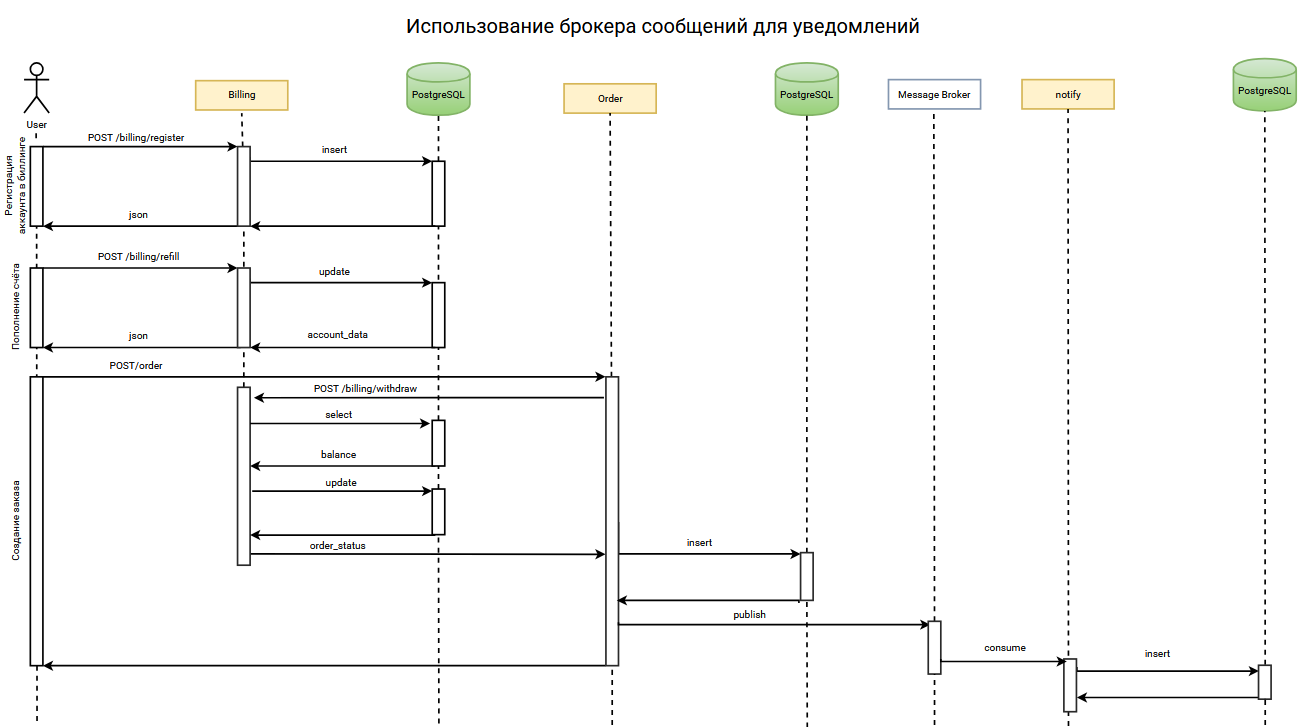 Использование брокера сообщений для уведомлений
User
Billing
PostgreSQL
Order
PostgreSQL
Message Broker
notify
PostgreSQL
Регистрация
аккаунта в биллинге
POST /billing/register
insert
json
Пополнение счёта
POST /billing/refill
update
account_data
json
Создание заказа
POST/order
POST /billing/withdraw
select
balance
update
order_status
insert
publish
consume
insert